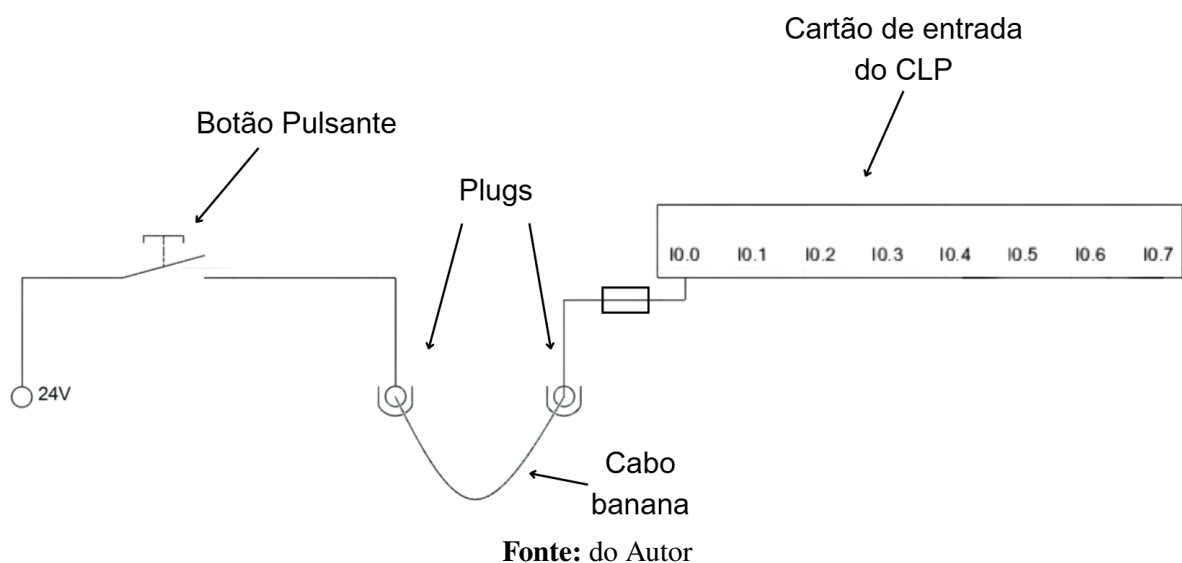 Cartão de entrada
do CLP
Botão Pulsante
Plugs
I0.0 I0.1 I0.2 I0.3 I0.4 I0.5 I0.6 I0.7
24V
Cabo
banana
Fonte: do Autor